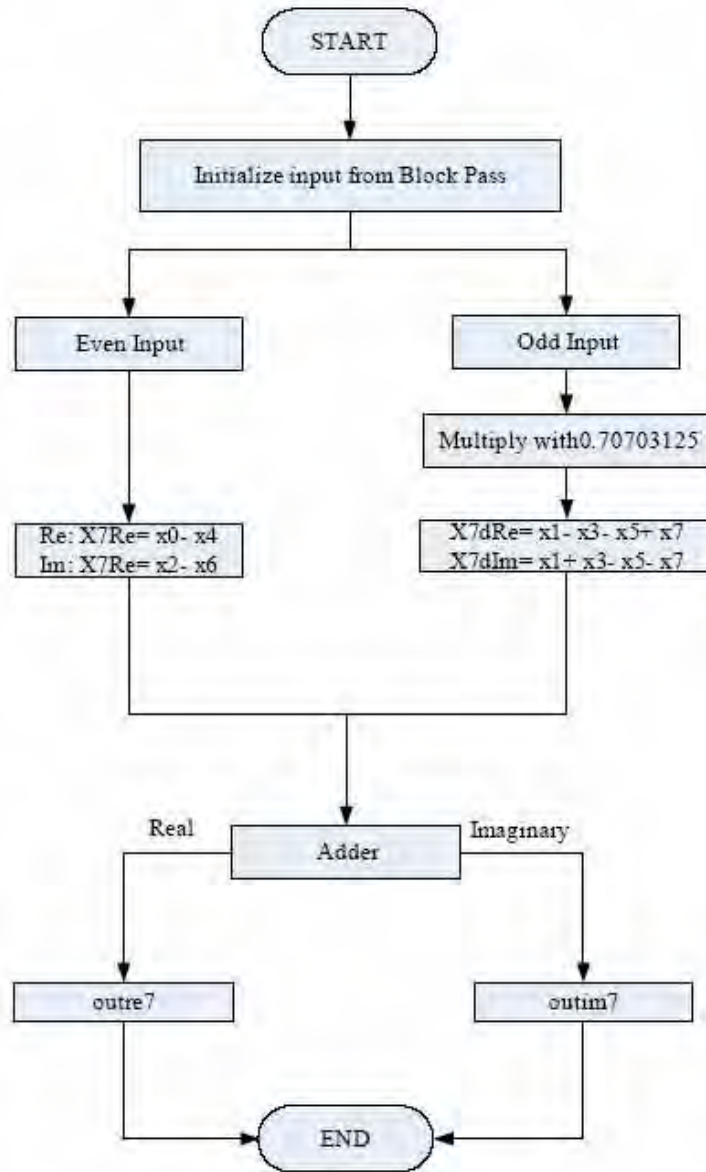 START
Initialize input from Block Pass
Even Input
Odd Input
Multiply with0.70703125
Re: X7Re= x0- x4
Im: X7Re= x2- x6
X7dRe= x1- x3- x5+ x7
X7dIm= x1+ x3- x5- x7
Real
Adder
Imaginary
outre7
outim7
END